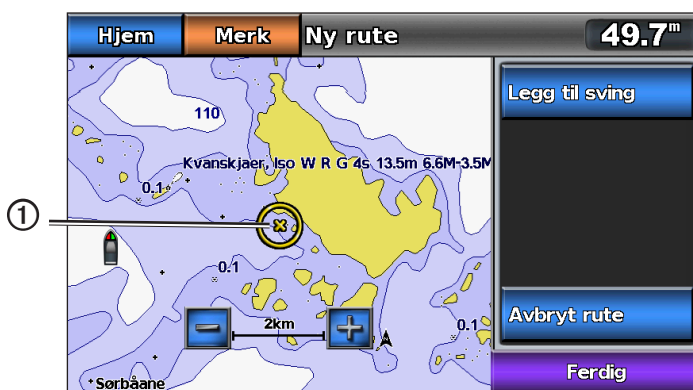 Hjem Merk Ny rute 49.7m
Legg til sving
110
Kvanskjaer, Iso W R G 4s 13.5m 6.6M-3.5M
0.1
1
0.1
2km
0.1
Avbryt rute
Sørbåane
Ferdig